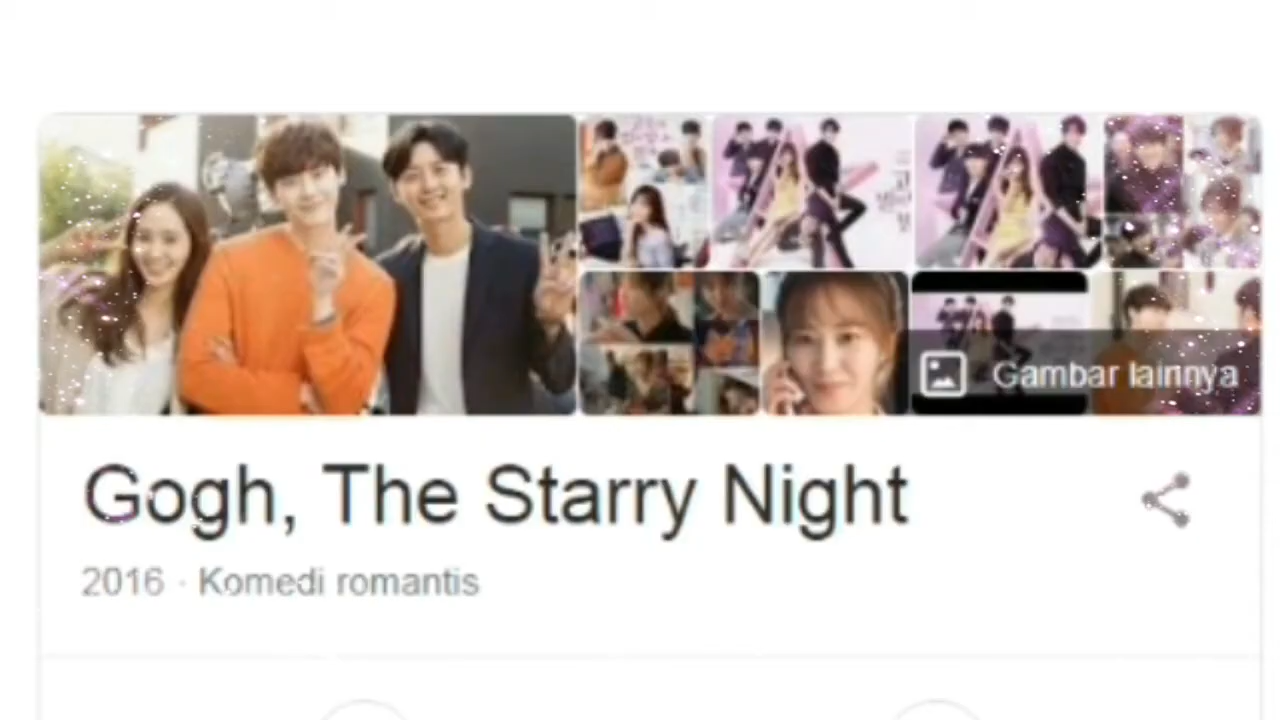 Gambar lainnya
Gogh, The Starry Night
2016 · Komedi romantis